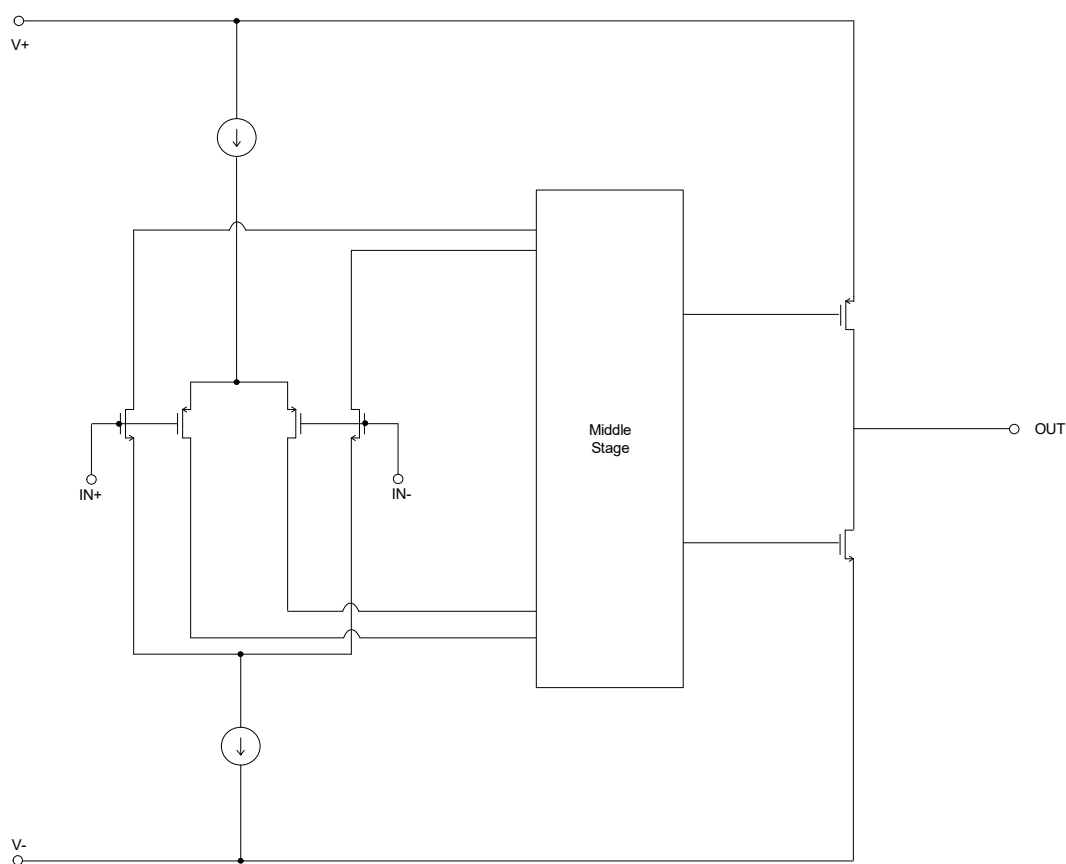 V+
IN+
IN-
Middle
Stage
OUT
V-